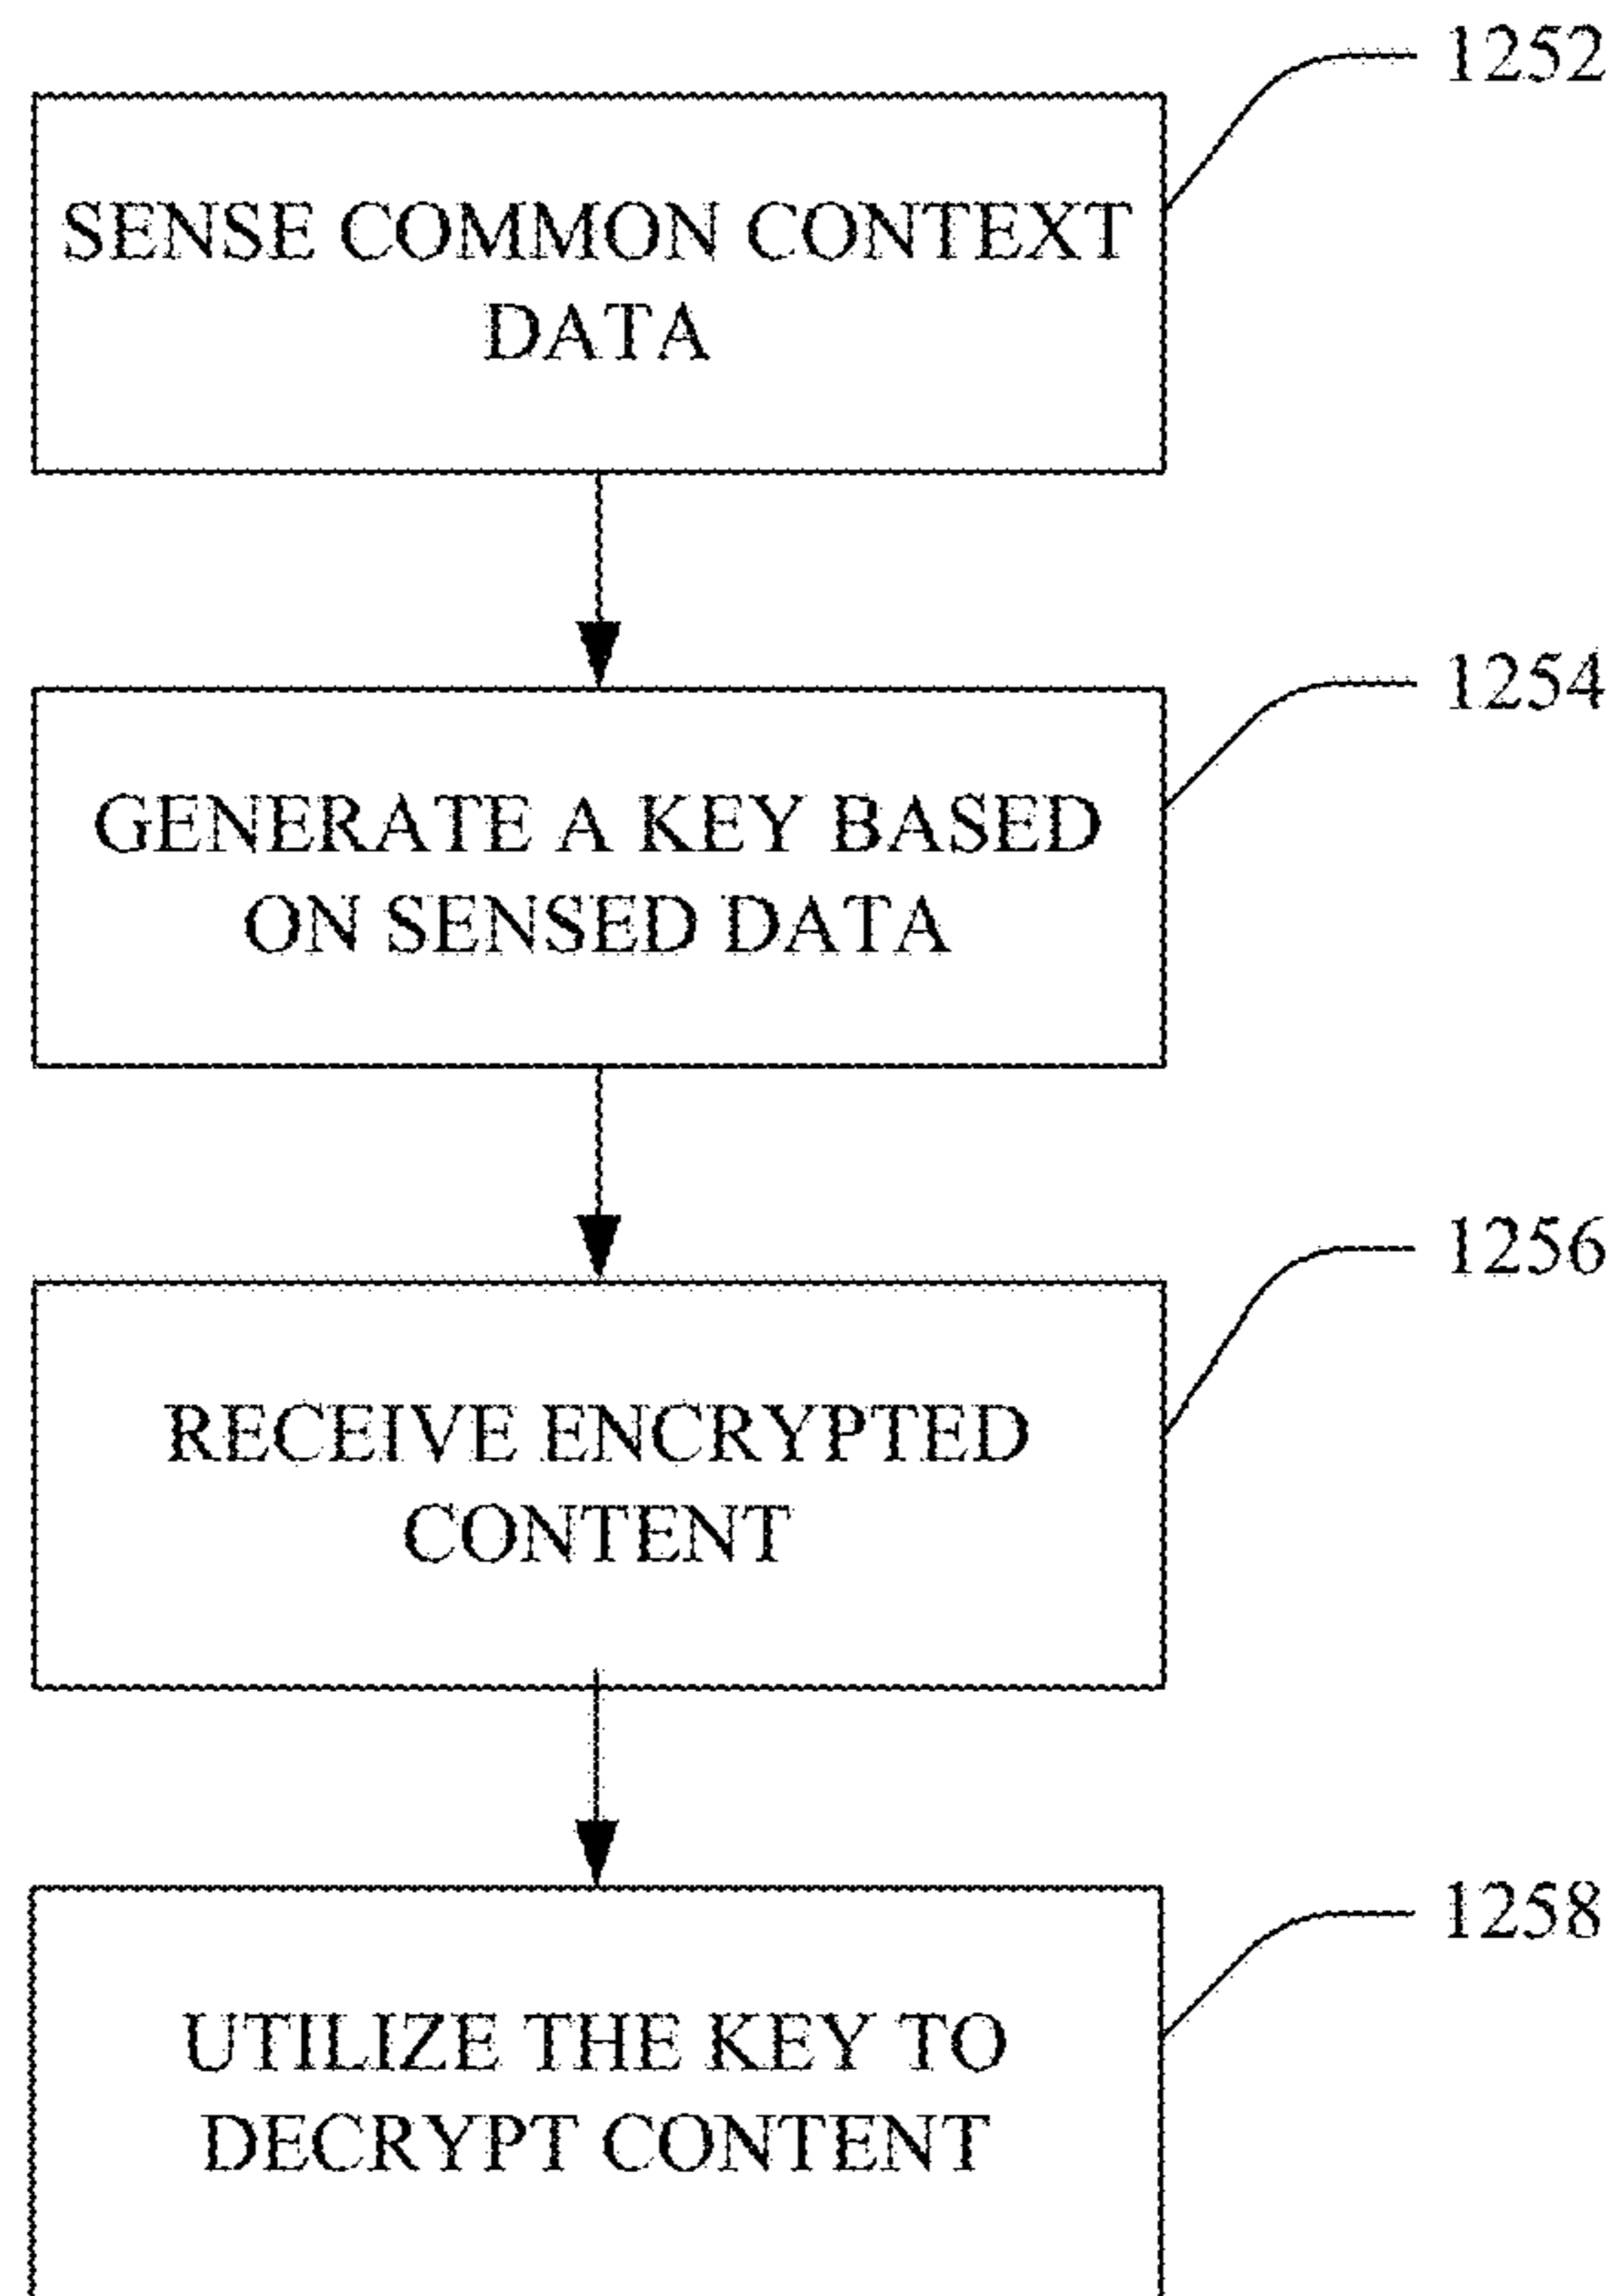 1252
SENSE COMMON CONTEXT
DATA
1254
GENERATE A KEY BASED
ON SENSED DATA
1256
RECEIVE ENCRYPTED
CONTENT
1258
UTILIZE THE KEY TO
DECRYPT CONTENT